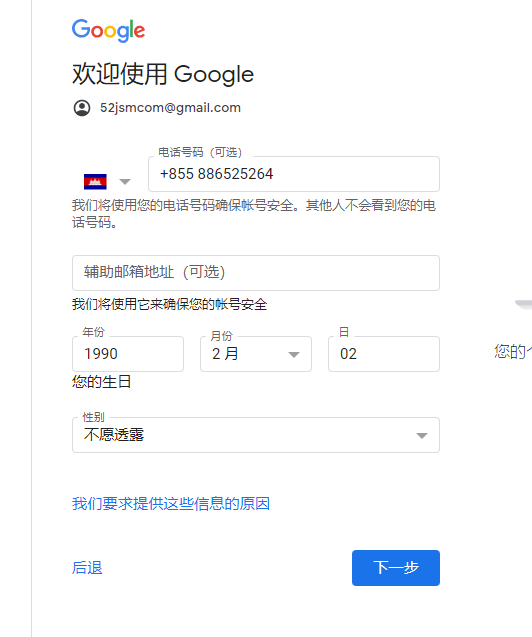 Google
欢迎使用 Google
52jsmcom@gmail.com
电话号码（可选）
+855 886525264
我们将使用您的电话号码确保帐号安全。其他人不会看到您的电
话号码。
辅助邮箱地址（可选）
我们将使用它来确保您的帐号安全
年份
月份
日
1990
2 月
02
您的生日
性别
不愿透露
我们要求提供这些信息的原因
后退
下一步
您的